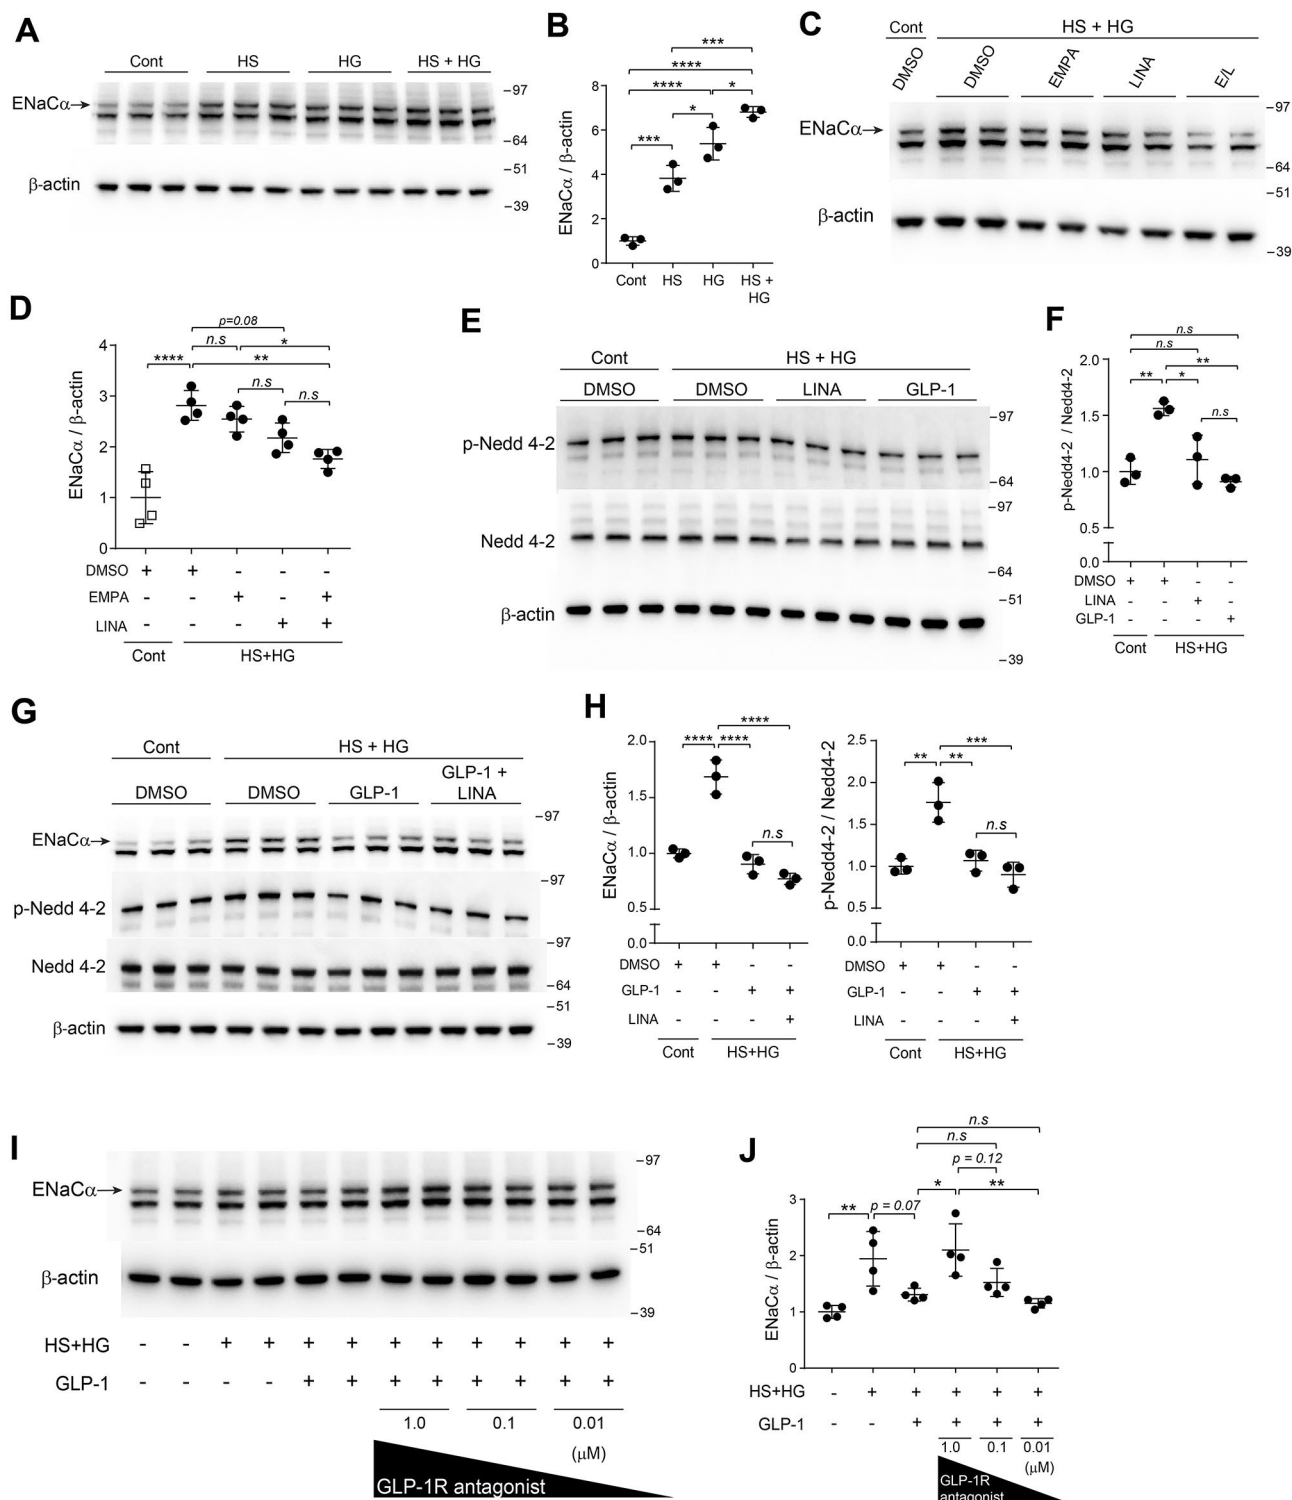 A
Cont HS HG HS + HG
ENaCα
–97
–64
–51
β-actin
–39
B
***
****
**** *
*
***
ENaCα / β-actin
8
6
4
2
0
Cont HS HG HS + HG
C
Cont HS + HG
DMSO DMSO EMPA LINA E/L
–97
ENaCα
–64
–51
β-actin
–39
D
p=0.08
n.s *
**** **
n.s
n.s
ENaCα / β-actin
4
3
2
1
0
DMSO + + - - -
EMPA - - + - +
LINA - - - + +
Cont HS+HG
E
Cont HS + HG
DMSO DMSO LINA GLP-1
–97
p-Nedd 4-2
–64
–97
Nedd 4-2
–64
–51
β-actin
–39
F
n.s
n.s
**
** *
n.s
p-Nedd4-2 / Nedd4-2
2.0
1.5
1.0
0.5
0.0
DMSO + + - -
LINA - - + -
GLP-1 - - - +
Cont HS+HG
G
Cont HS + HG
DMSO DMSO GLP-1 GLP-1 + LINA
–97
ENaCα
–97
p-Nedd 4-2
–97
Nedd 4-2
–64
–51
β-actin
–39
H
****
**** ****
n.s
ENaCα / β-actin
2.0
1.5
1.0
0.5
0.0
DMSO + + - -
GLP-1 - - + +
LINA - - - +
Cont HS+HG
***
** **
n.s
p-Nedd4-2 / Nedd4-2
2.5
2.0
1.5
1.0
0.5
0.0
DMSO + + - -
GLP-1 - - + +
LINA - - - +
Cont HS+HG
I
–97
ENaCα
–64
–51
β-actin
–39
HS+HG - - + + + + + + + + + +
GLP-1 - - - - + + + + + + + +
1.0 0.1 0.01
(μM)
GLP-1R antagonist
J
n.s
n.s
p = 0.12
* **
** p = 0.07
ENaCα / β-actin
3
2
1
0
HS+HG - + + + + +
GLP-1 - - + + + +
1.0 0.1 0.01
(μM)
GLP-1R
antagonist